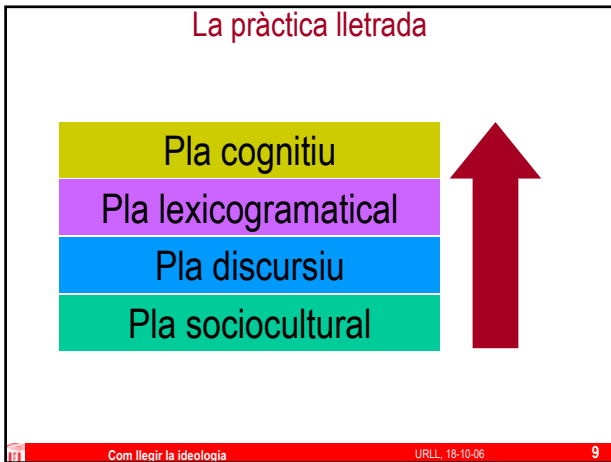 La pràctica lletrada
Pla cognitiu
Pla lexicogramatical
Pla discursiu
Pla sociocultural
Com llegir la ideologia URLL, 18-10-06 9